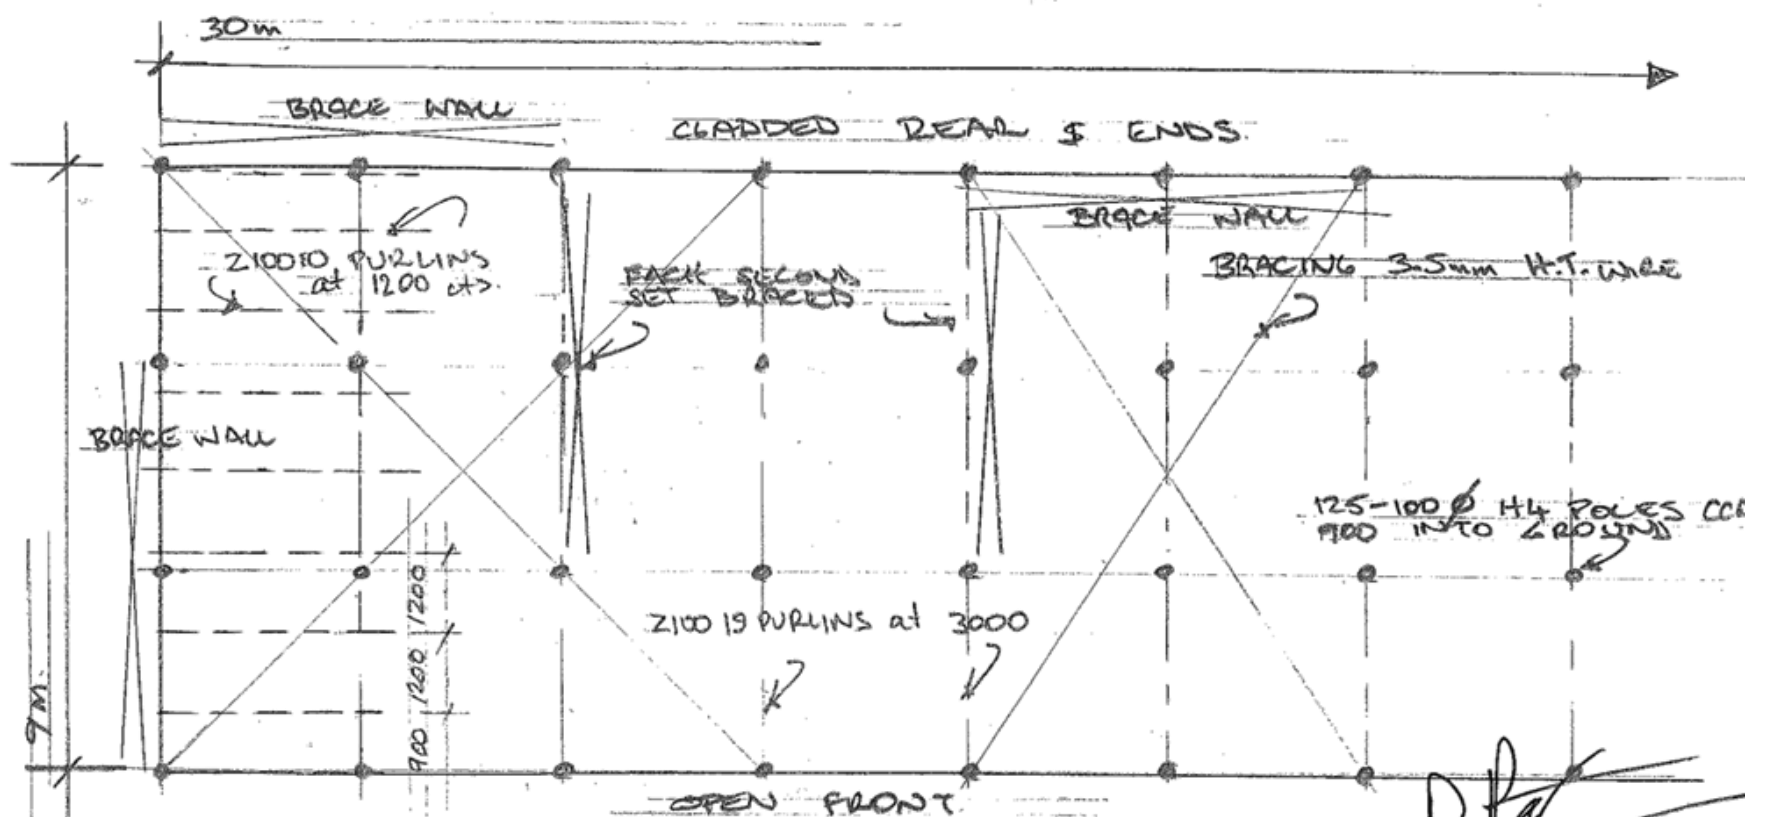 30m
BRACE WALL
CLADDED REAR & ENDS.
BRACE WALL
Z10010 PURLINS
at 1200 cts.
EACH SECOND
SET BRACED
BRACING 3.5mm H.T. WIRE
BRACE WALL
125-100 Ø H4 POLES
900 INTO GROUND
1200
1200
900
Z100 19 PURLINS at 3000
9M.
OPEN FRONT